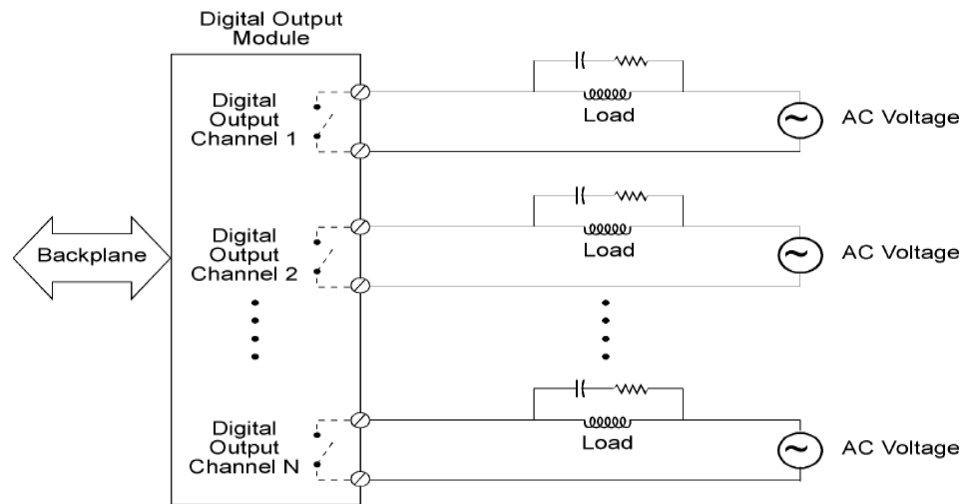 Digital Output
Module
Digital
Output
Channel 1
Load
AC Voltage
Backplane
Digital
Output
Channel 2
Load
AC Voltage
Digital
Output
Channel N
Load
AC Voltage